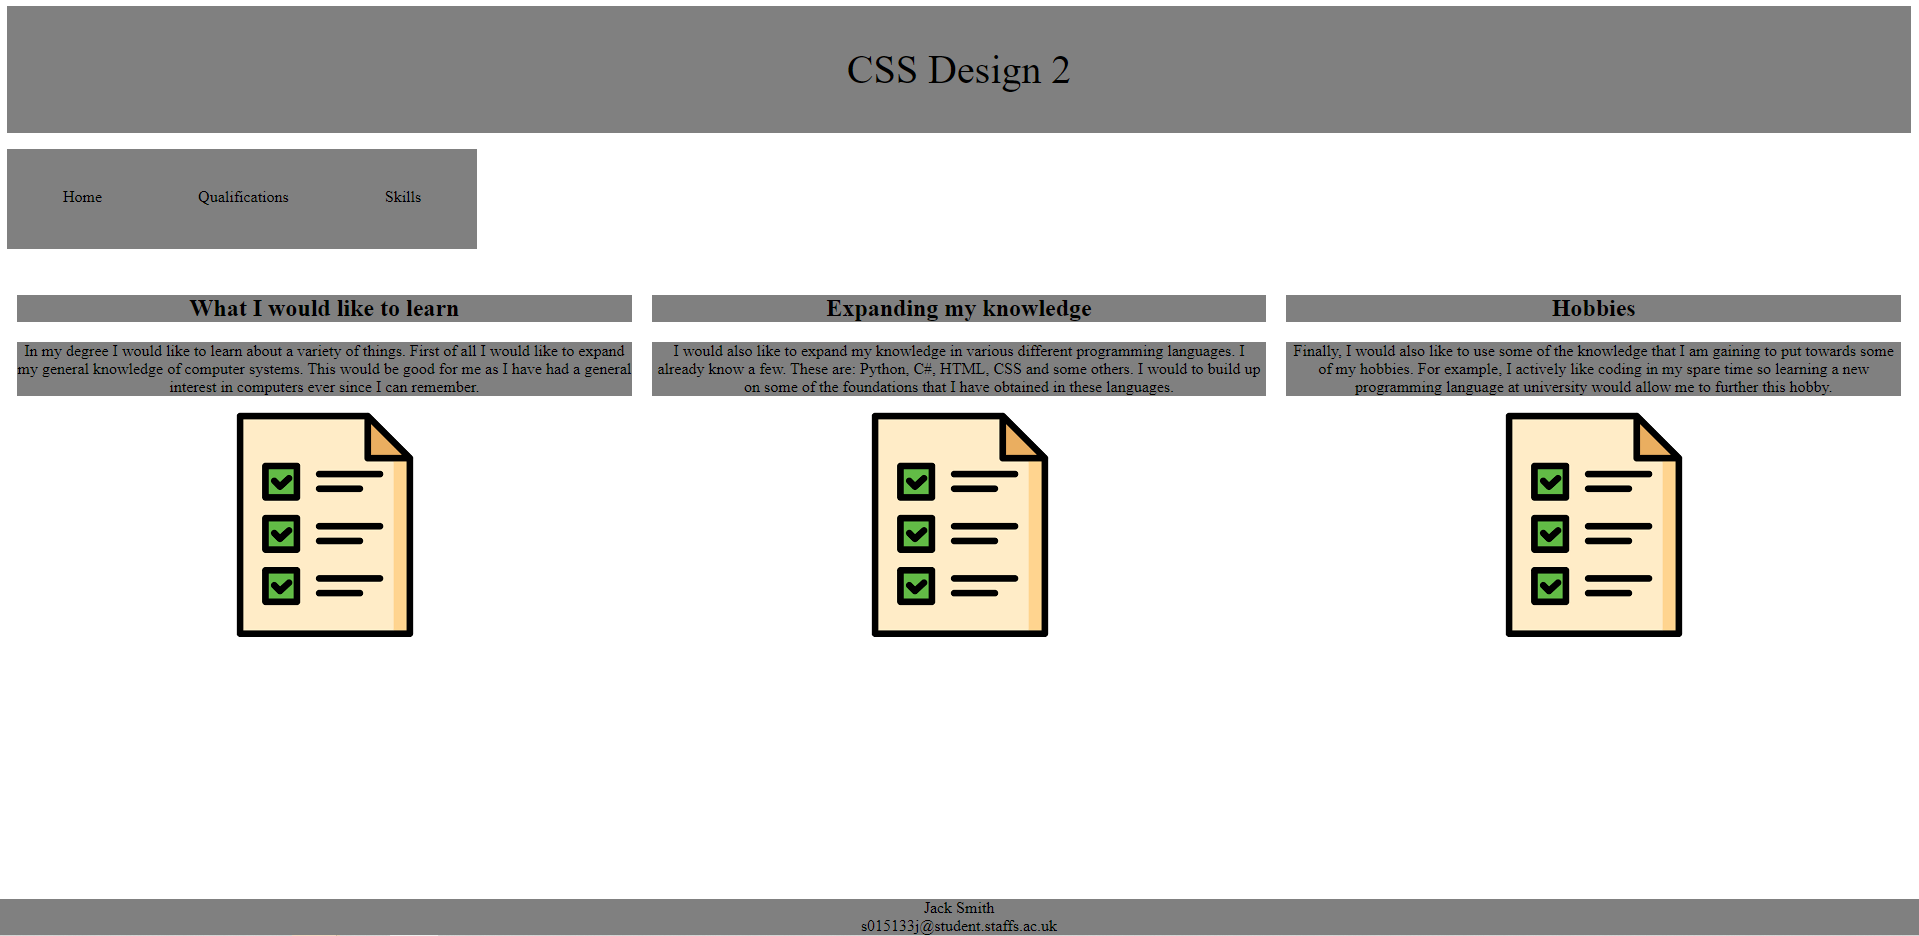 CSS Design 2
Home Qualifications Skills
What I would like to learn
In my degree I would like to learn about a variety of things. First of all I would like to expand
my general knowledge of computer systems. This would be good for me as I have had a general
interest in computers ever since I can remember.
Expanding my knowledge
I would also like to expand my knowledge in various different programming languages. I
already know a few. These are: Python, C#, HTML, CSS and some others. I would to build up
on some of the foundations that I have obtained in these languages.
Hobbies
Finally, I would also like to use some of the knowledge that I am gaining to put towards some
of my hobbies. For example, I actively like coding in my spare time so learning a new
programming language at university would allow me to further this hobby.
Jack Smith
s015133j@student.staffs.ac.uk